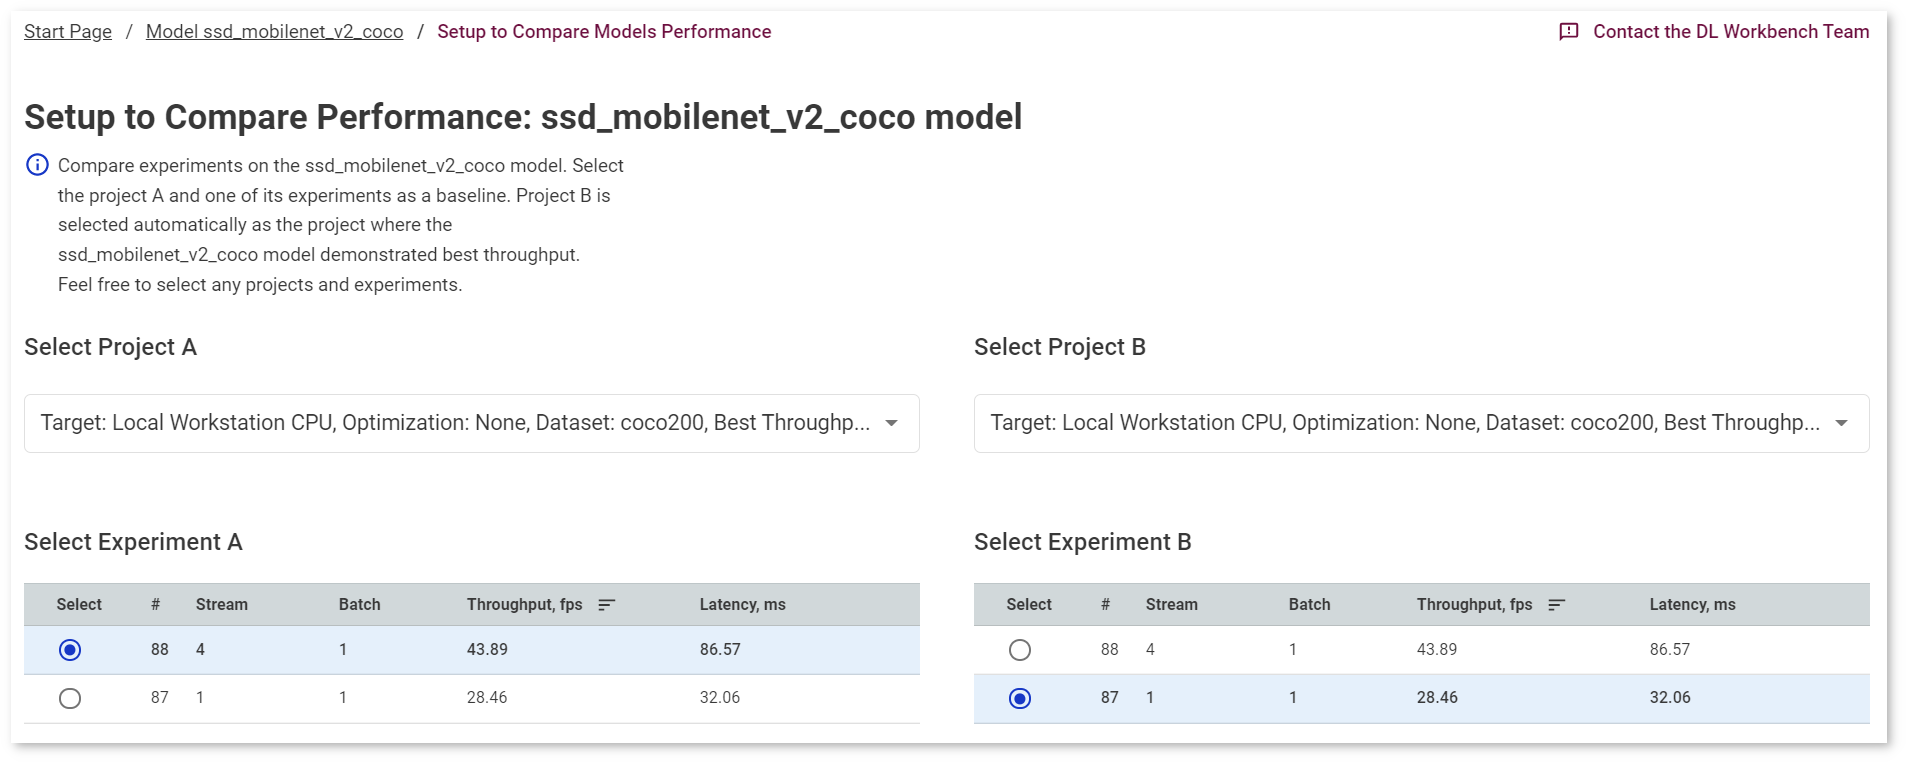 Start Page / Model ssd_mobilenet_v2_coco / Setup to Compare Models Performance
Contact the DL Workbench Team
Setup to Compare Performance: ssd_mobilenet_v2_coco model
Compare experiments on the ssd_mobilenet_v2_coco model. Select
the project A and one of its experiments as a baseline. Project B is
selected automatically as the project where the
ssd_mobilenet_v2_coco model demonstrated best throughput.
Feel free to select any projects and experiments.
Select Project A
Target: Local Workstation CPU, Optimization: None, Dataset: coco200, Best Throughp...
Select Experiment A
Select # Stream Batch Throughput, fps Latency, ms
88 4 1 43.89 86.57
87 1 1 28.46 32.06
Select Project B
Target: Local Workstation CPU, Optimization: None, Dataset: coco200, Best Throughp...
Select Experiment B
Select # Stream Batch Throughput, fps Latency, ms
88 4 1 43.89 86.57
87 1 1 28.46 32.06